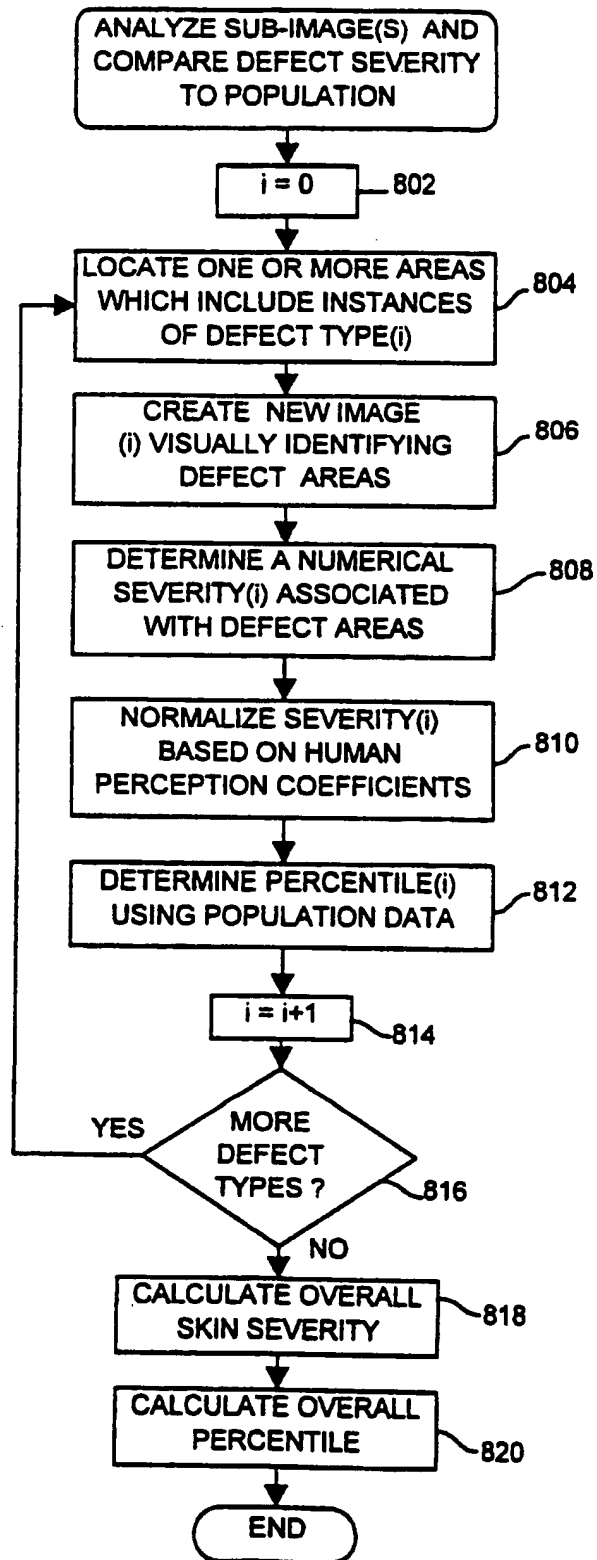 ANALYZE SUB-IMAGE(S) AND
COMPARE DEFECT SEVERITY
TO POPULATION
i = 0
802
LOCATE ONE OR MORE AREAS
WHICH INCLUDE INSTANCES
OF DEFECT TYPE(i)
804
CREATE NEW IMAGE
(i) VISUALLY IDENTIFYING
DEFECT AREAS
806
DETERMINE A NUMERICAL
SEVERITY(i) ASSOCIATED
WITH DEFECT AREAS
808
NORMALIZE SEVERITY(i)
BASED ON HUMAN
PERCEPTION COEFFICIENTS
810
DETERMINE PERCENTILE(i)
USING POPULATION DATA
812
i = i+1
814
YES
MORE
DEFECT
TYPES ?
816
NO
CALCULATE OVERALL
SKIN SEVERITY
818
CALCULATE OVERALL
PERCENTILE
820
END